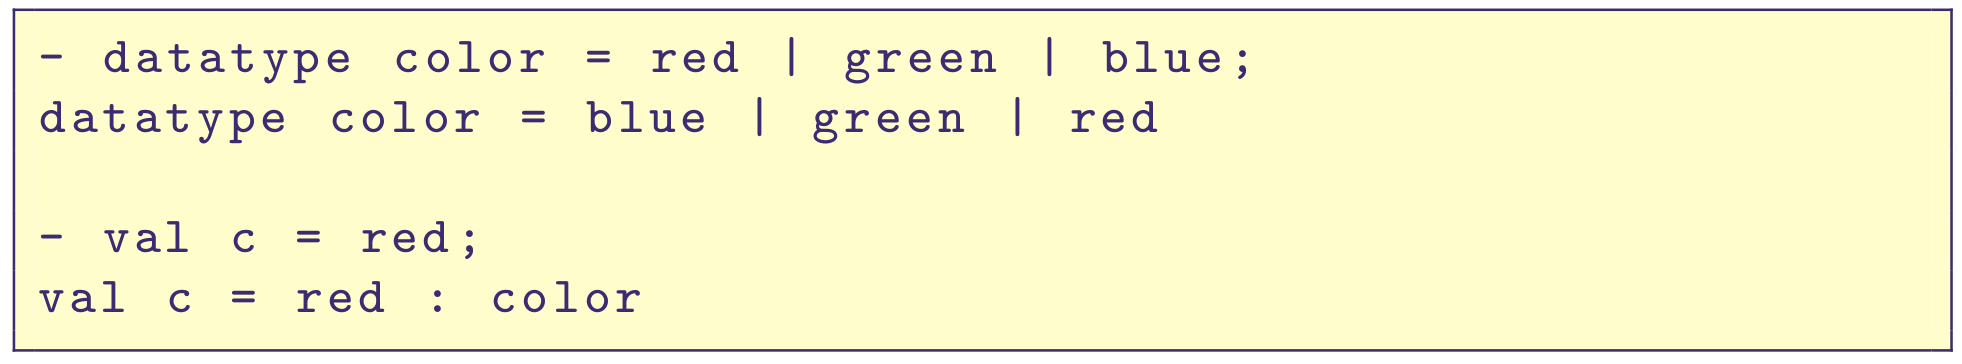 - datatype color = red | green | blue;
datatype color = blue | green | red
- val c = red;
val c = red : color